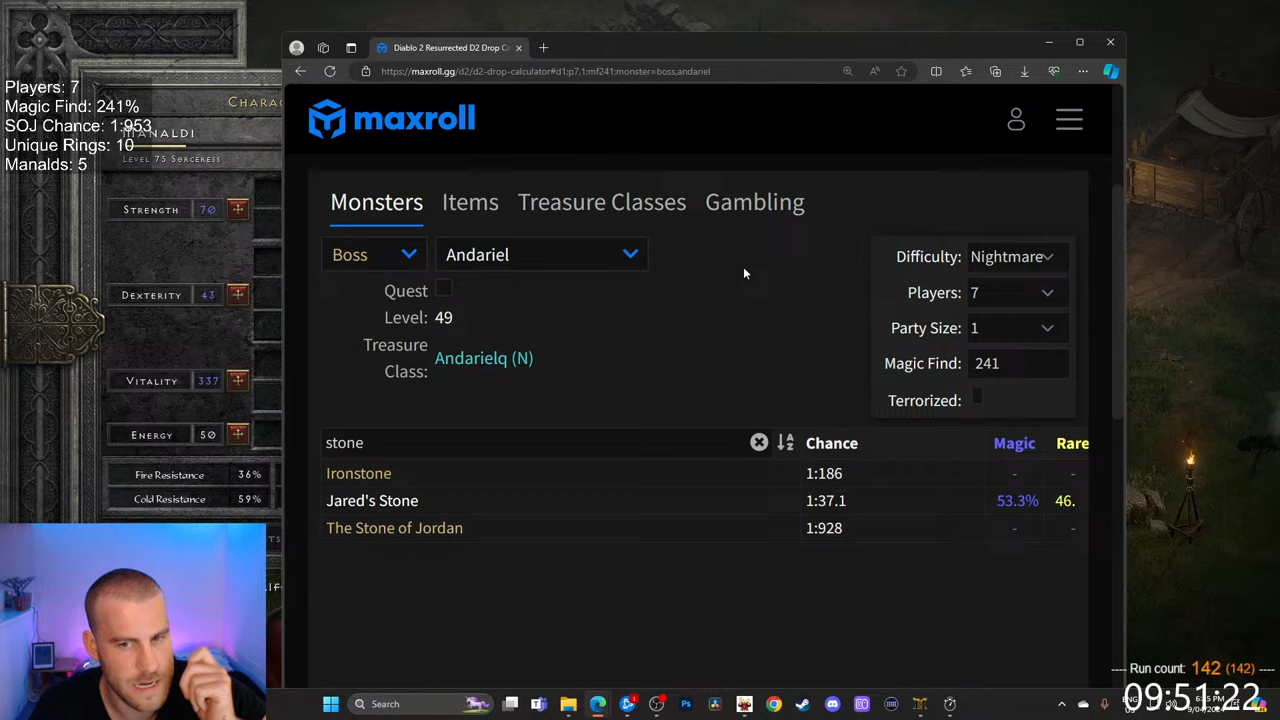 Players: 7
Magic Find: 241%
SOJ Chance: 1:953
Unique Rings: 10
Manalds: 5
MANALDI
LEVEL 75 SORCERESS
STRENGTH 70
DEXTERITY 43
VITALITY 337
ENERGY 50
Fire Resistance 36%
Cold Resistance 59%
Diablo 2 Resurrected D2 Drop C
https://maxroll.gg/d2/d2-drop-calculator#d1;p7,1;mf241;monster=boss.andariel
maxroll
Monsters Items Treasure Classes Gambling
Boss Andariel
Quest
Level: 49
Treasure
Class: Andarielq (N)
Difficulty: Nightmare
Players: 7
Party Size: 1
Magic Find: 241
Terrorized:
stone Chance Magic Rare
Ironstone 1:186 - -
Jared's Stone 1:37.1 53.3% 46.
The Stone of Jordan 1:928 - -
---- Run count: 142 (142) ----
09:51:22
Search